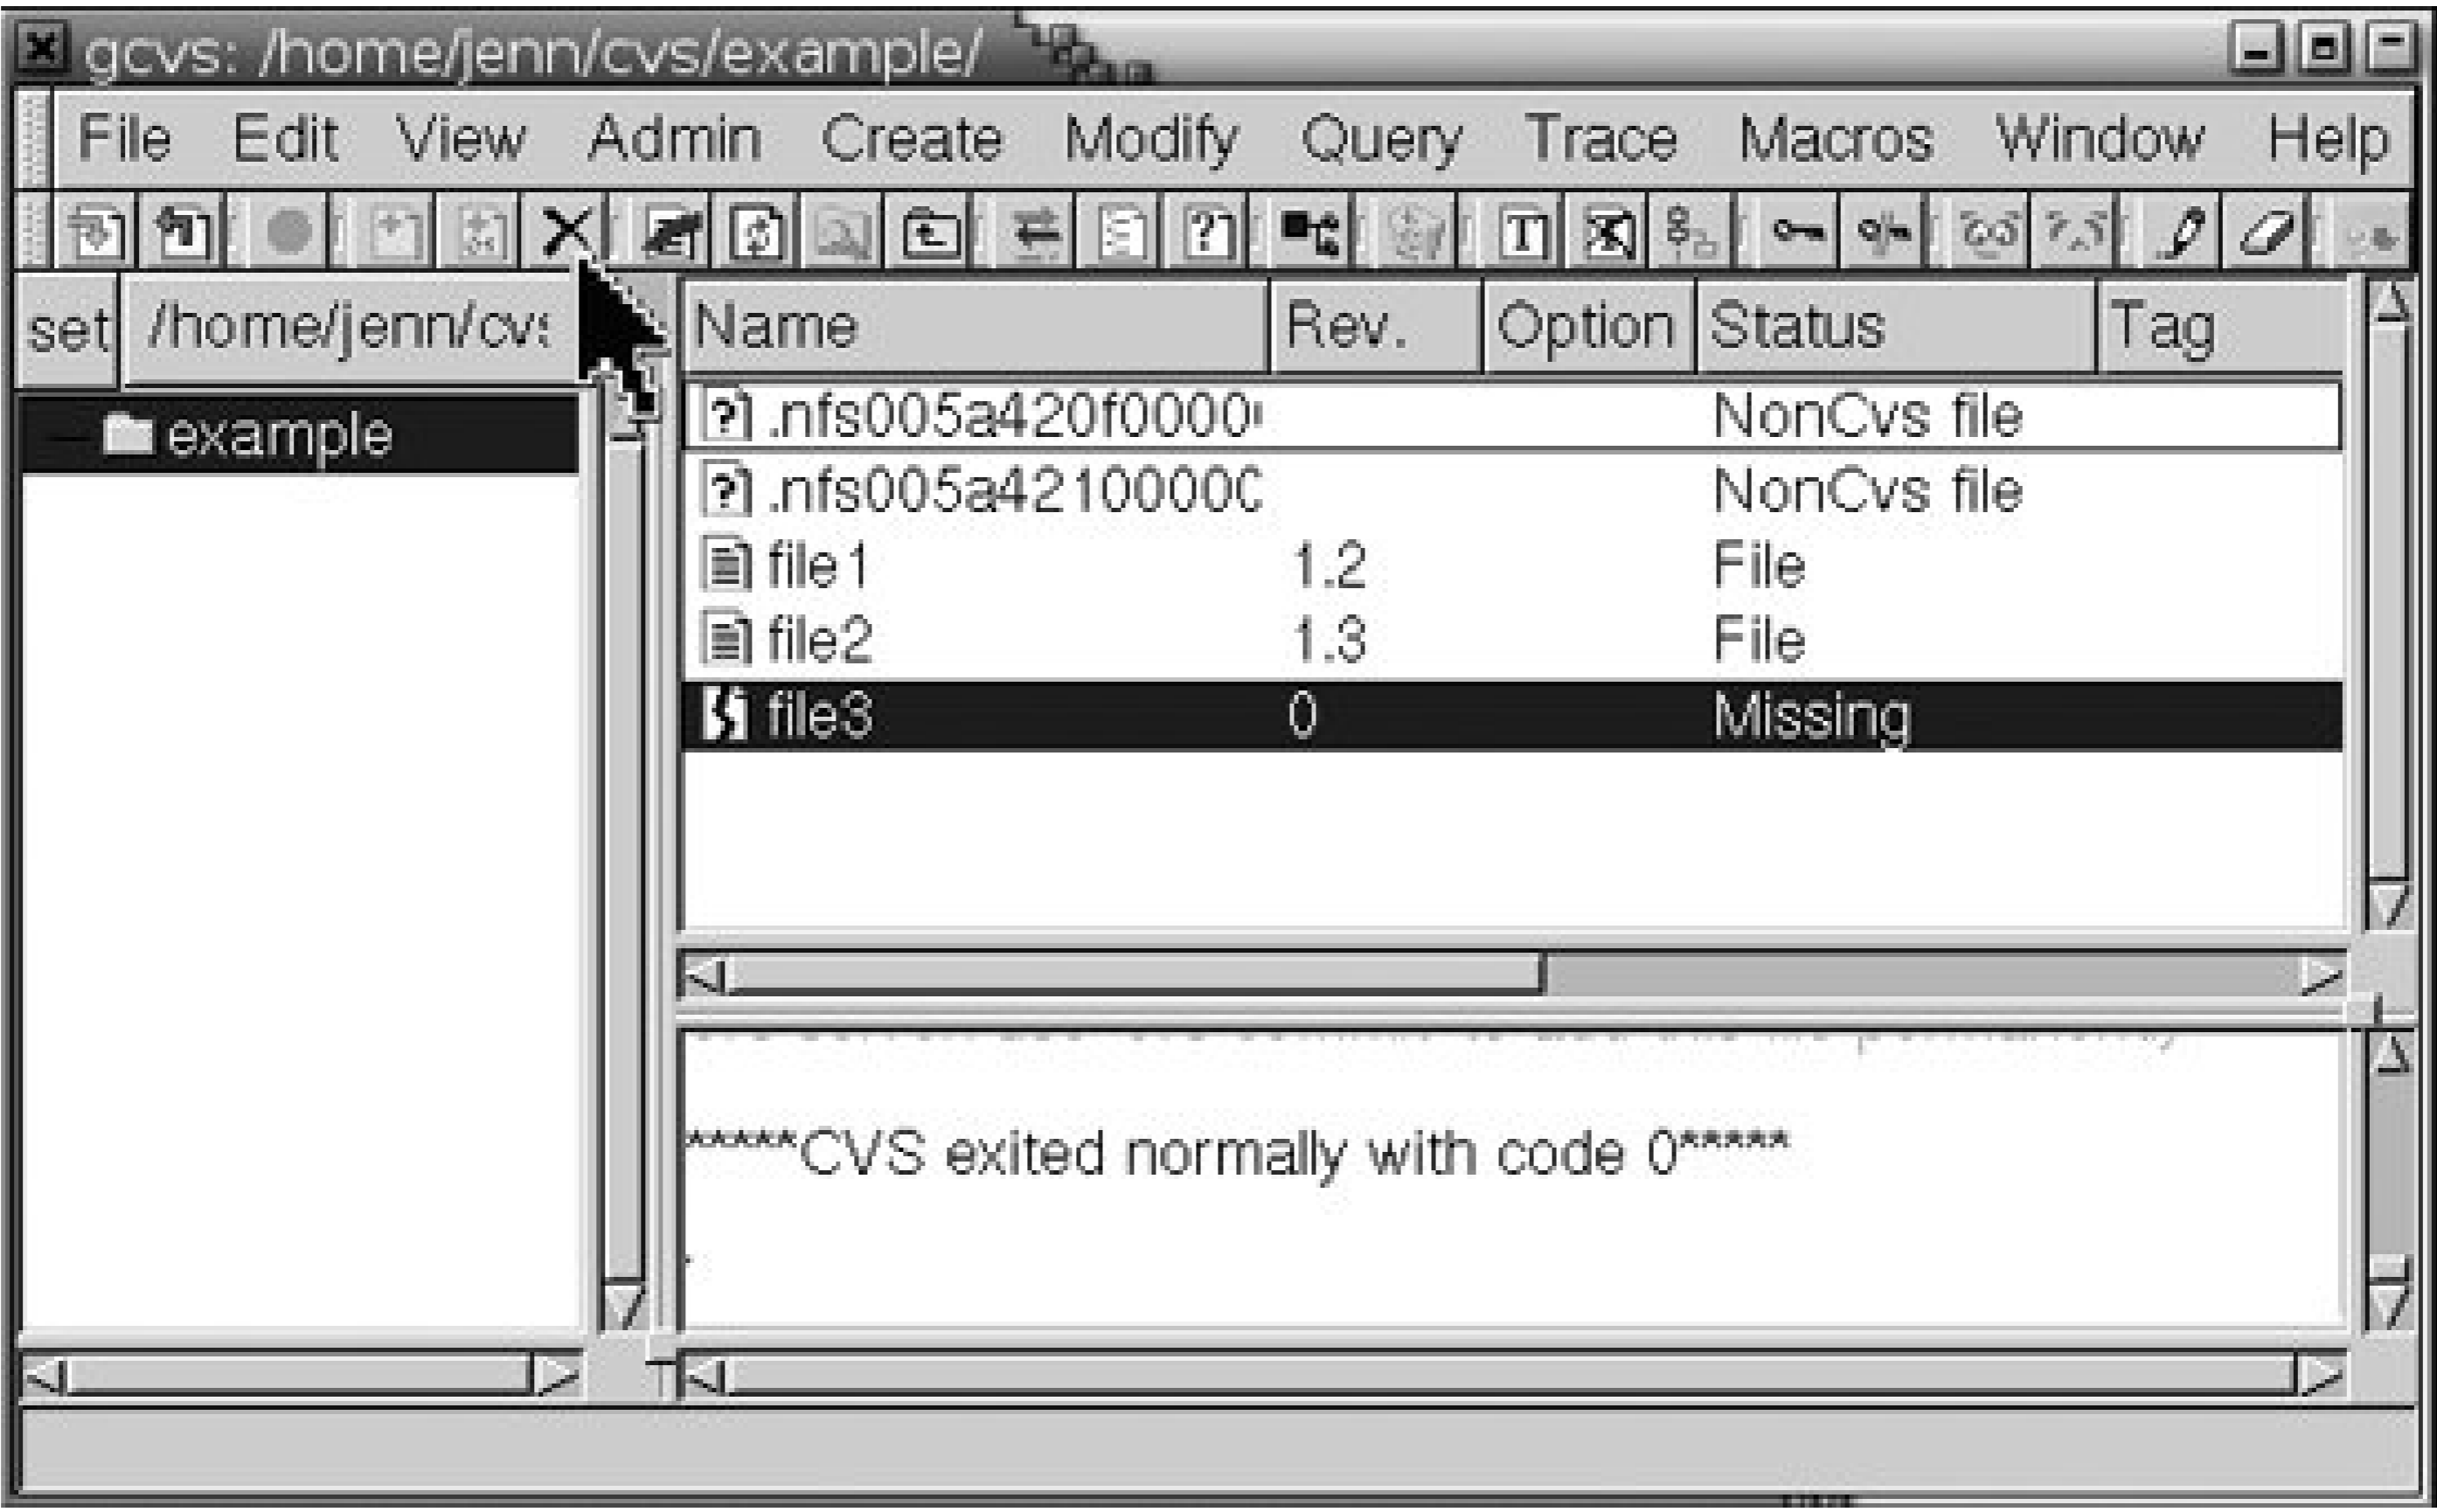 gcvs: /home/jenn/cvs/example/
File Edit View Admin Create Modify Query Trace Macros Window Help
set /home/jenn/cvs
Name Rev. Option Status Tag
example
.nfs005a420f0000 NonCvs file
.nfs005a4210000C NonCvs file
file1 1.2 File
file2 1.3 File
file3 0 Missing
*****CVS exited normally with code 0*****